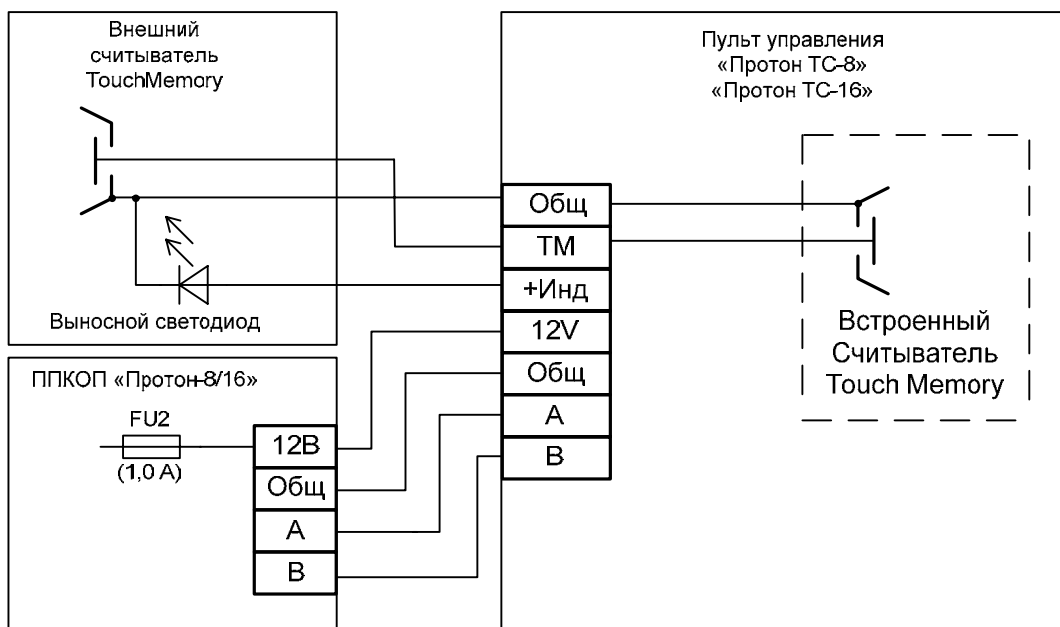 Внешний
считыватель
TouchMemory
Выносной светодиод
Пульт управления
«Протон ТС-8»
«Протон ТС-16»
Общ
ТМ
+Инд
12V
Общ
А
В
Встроенный
Считыватель
Touch Memory
ППКОП «Протон-8/16»
FU2
(1,0 А)
12В
Общ
А
В